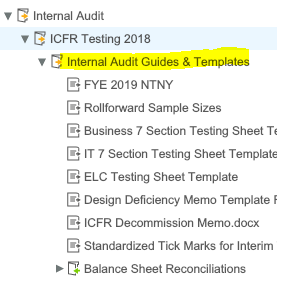 Internal Audit
ICFR Testing 2018
Internal Audit Guides & Templates
FYE 2019 NTNY
Rollforward Sample Sizes
Business 7 Section Testing Sheet Te
IT 7 Section Testing Sheet Template
ELC Testing Sheet Template
Design Deficiency Memo Template F
ICFR Decommission Memo.docx
Standardized Tick Marks for Interim
Balance Sheet Reconciliations